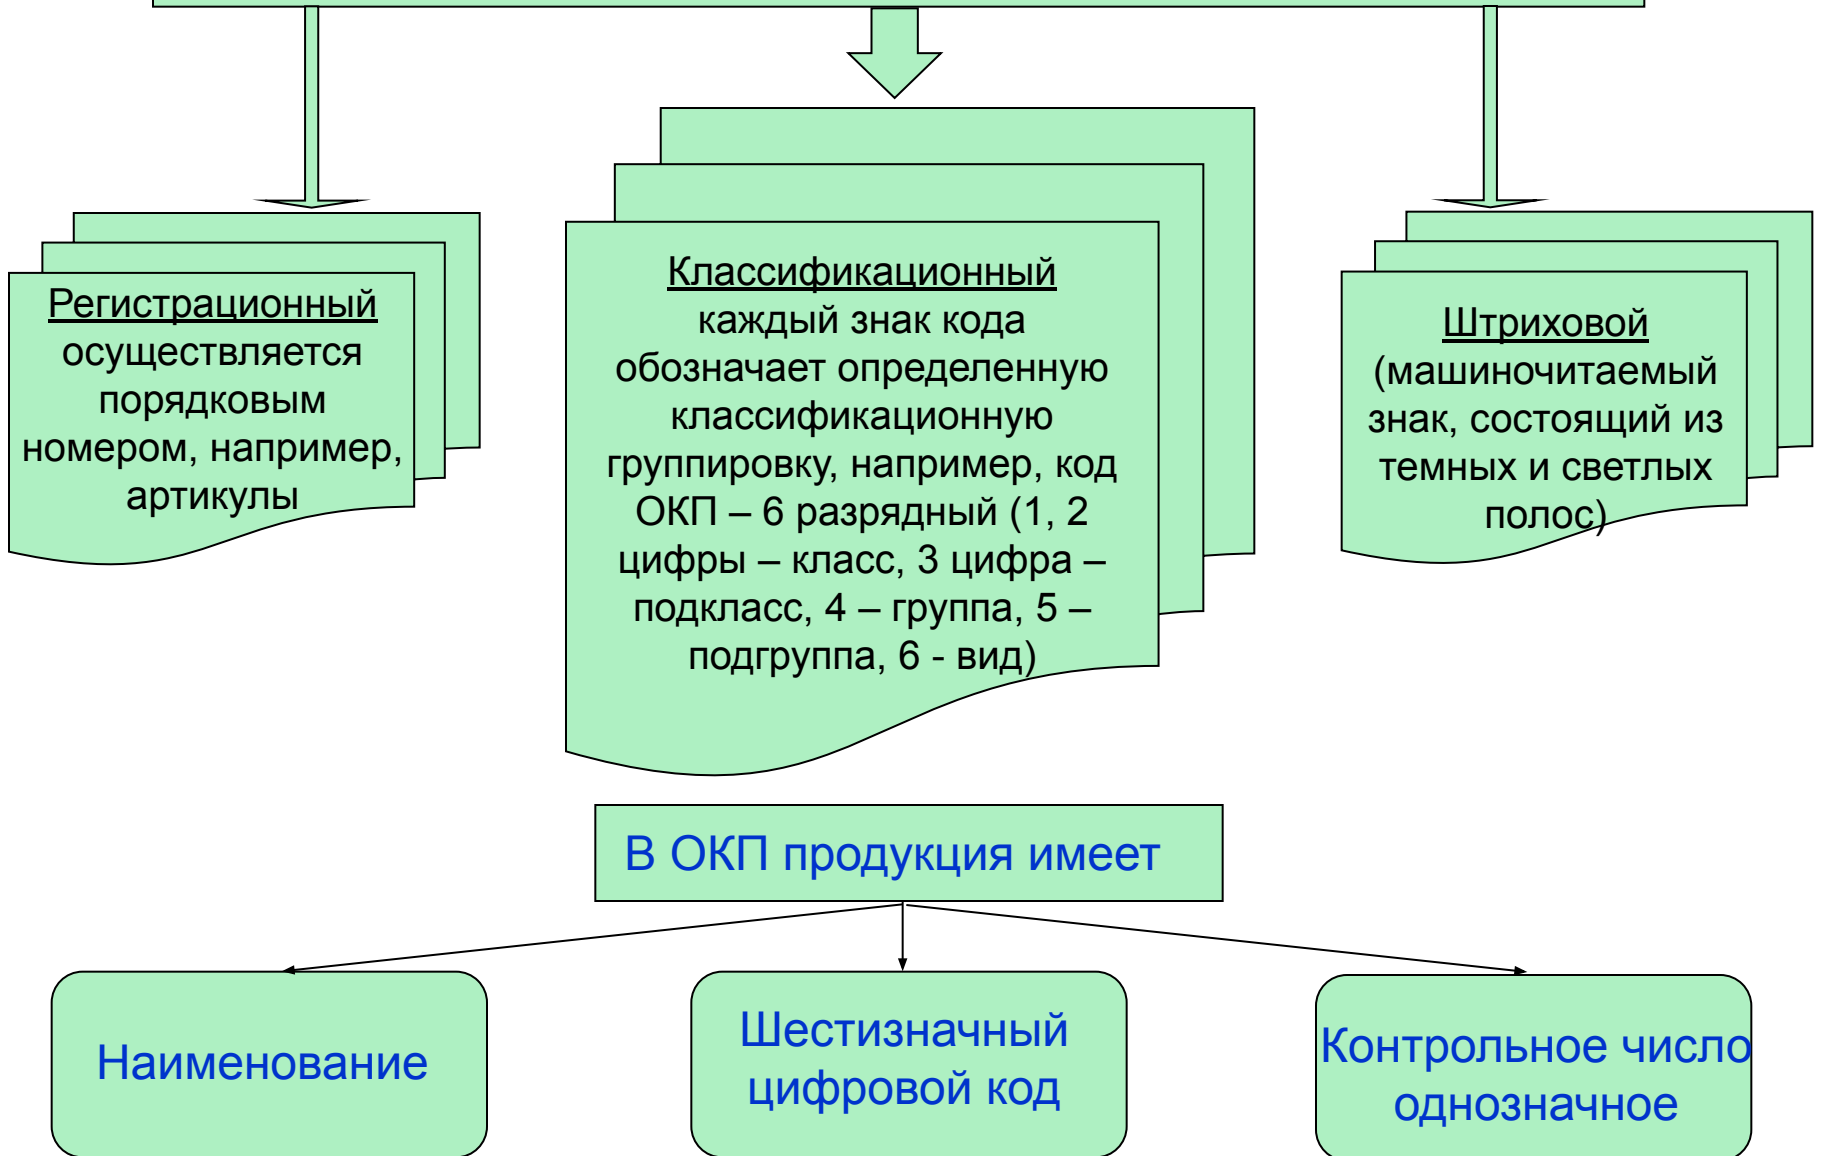 Регистрационный
осуществляется
порядковым
номером, например,
артикулы
Классификационный
каждый знак кода
обозначает определенную
классификационную
группировку, например, код
ОКП – 6 разрядный (1, 2
цифры – класс, 3 цифра –
подкласс, 4 – группа, 5 –
подгруппа, 6 - вид)
Штриховой
(машиночитаемый
знак, состоящий из
темных и светлых
полос)
В ОКП продукция имеет
Наименование
Шестизначный
цифровой код
Контрольное число
однозначное